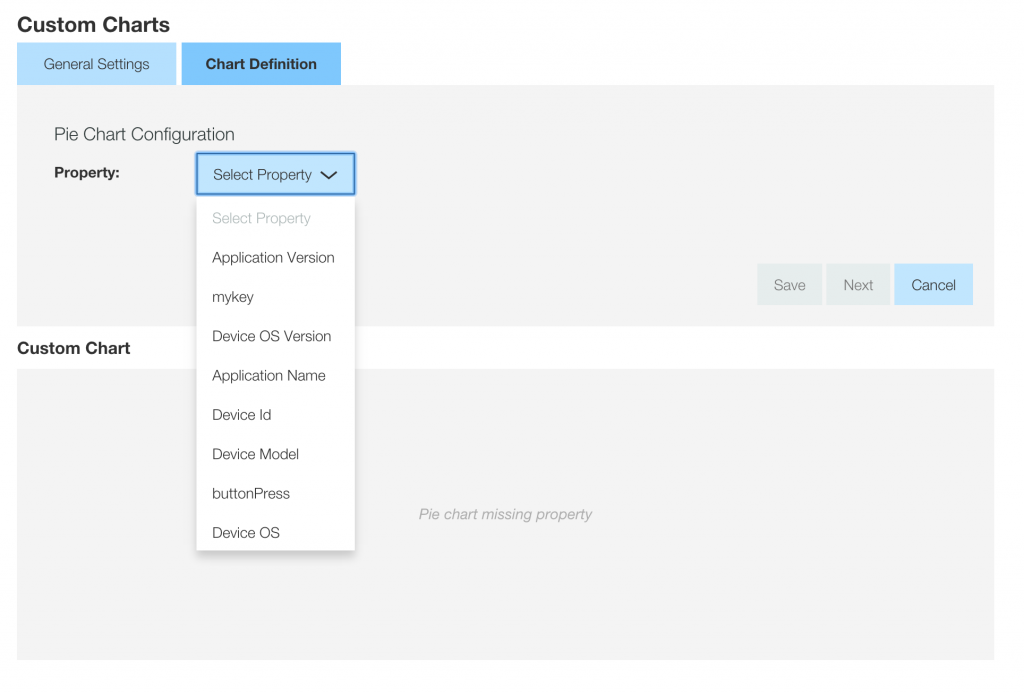 Custom Charts
General Settings
Chart Definition
Pie Chart Configuration
Property:
Select Property
Select Property
Application Version
mykey
Device OS Version
Application Name
Device Id
Device Model
buttonPress
Device OS
Save
Next
Cancel
Custom Chart
Pie chart missing property